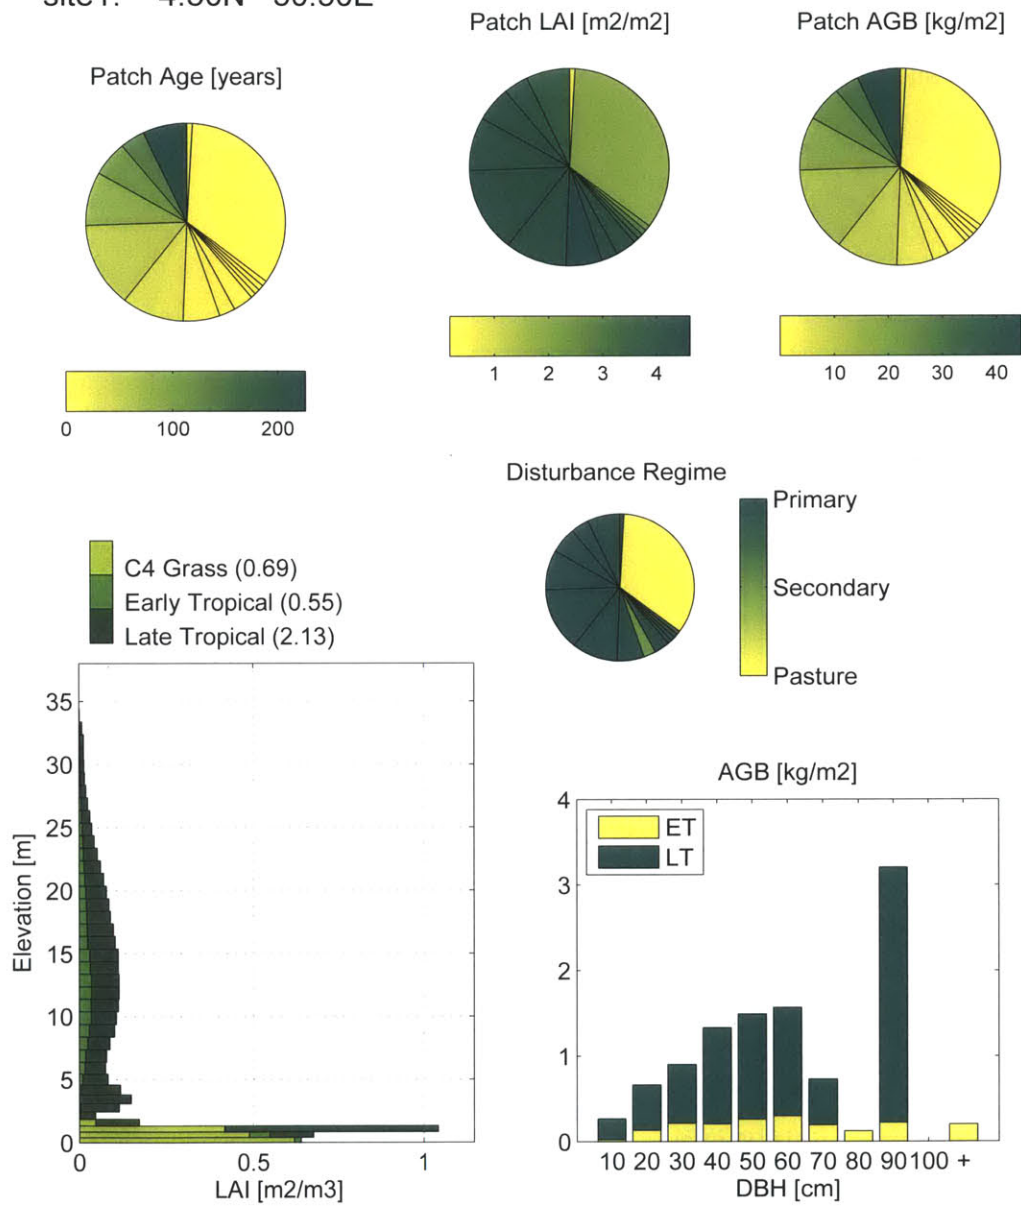 Patch LAI [m2/m2]
Patch AGB [kg/m2]
Patch Age [years]
1 2 3 4
10 20 30 40
0 100 200
Disturbance Regime
Primary
Secondary
Pasture
C4 Grass (0.69)
Early Tropical (0.55)
Late Tropical (2.13)
35
30
25
20
15
10
5
0
Elevation [m]
0 0.5 1
LAI [m2/m3]
AGB [kg/m2]
ET
LT
4
3
2
1
0
10 20 30 40 50 60 70 80 90 100 +
DBH [cm]